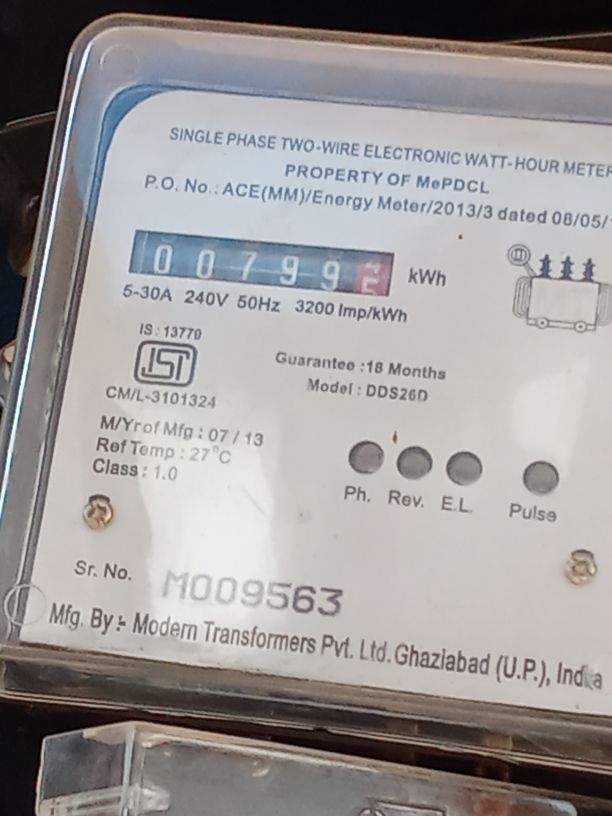 SINGLE PHASE TWO-WIRE ELECTRONIC WATT-HOUR METER
PROPERTY OF MePDCL
P.O. No.: ACE(MM)/Energy Meter/2013/3 dated 08/05/
0 0 7 9 9 kWh
5-30A 240V 50Hz 3200 Imp/kWh
IS : 13779
ISI
CM/L-3101324
Guarantee :18 Months
Model : DDS26D
M/Yrof Mfg : 07 / 13
Ref Temp : 27°C
Class : 1.0
Ph. Rev. E.L. Pulse
Sr. No. M009563
Mfg. By :- Modern Transformers Pvt. Ltd. Ghaziabad (U.P.), India